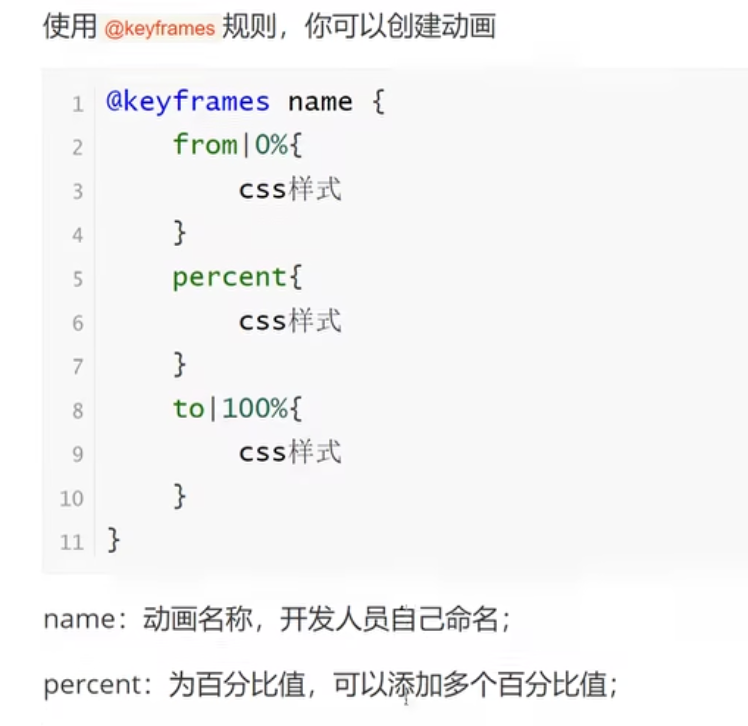 使用 @keyframes 规则，你可以创建动画
1 @keyframes name {
2 from|0%{
3 css样式
4 }
5 percent{
6 css样式
7 }
8 to|100%{
9 css样式
10 }
11 }
name：动画名称，开发人员自己命名；
percent：为百分比值，可以添加多个百分比值；